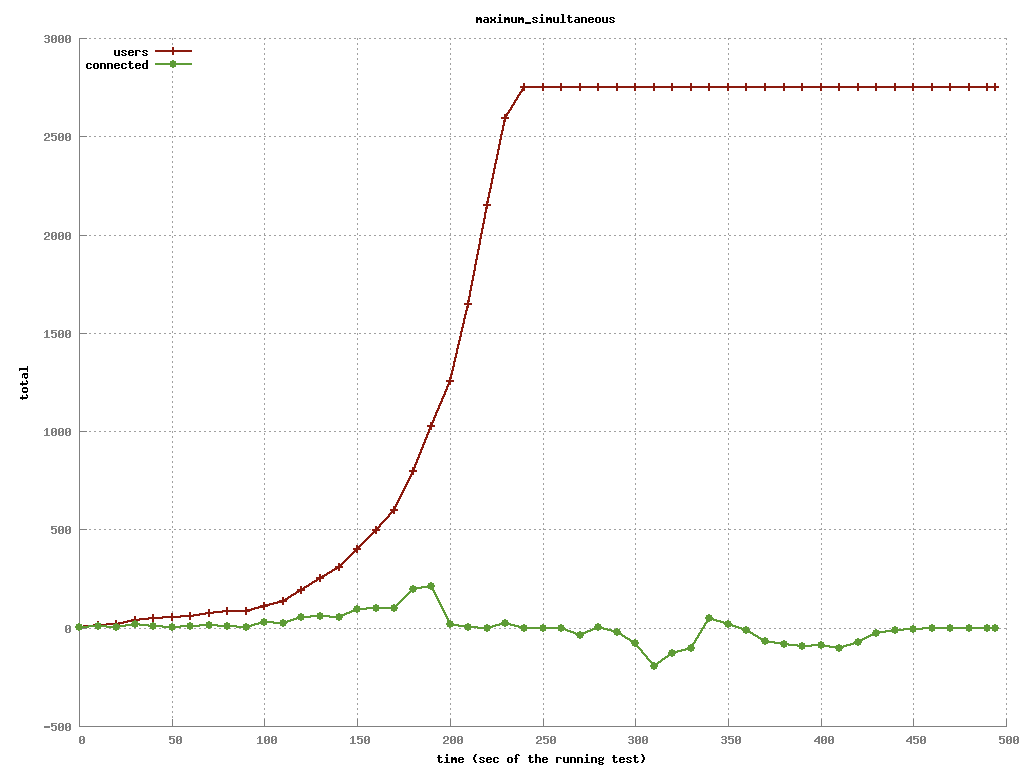 maximum_simultaneous
3000
users
connected
2500
2000
1500
total
1000
500
0
-500
0 50 100 150 200 250 300 350 400 450 500
time (sec of the running test)